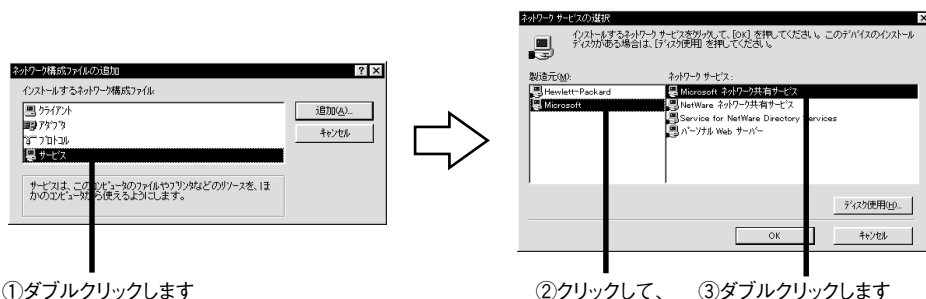 ネットワーク構成ファイルの追加
インストールするネットワーク構成ファイル:
クライアント
アダプタ
プロトコル
サービス
追加(A)...
キャンセル
サービスは、このコンピュータのファイルやプリンタなどのリソースを、ほ
かのコンピュータから使えるようにします。
①ダブルクリックします
ネットワーク サービスの選択
インストールするネットワーク サービスをクリックして、[OK] を押してください。このデバイスのインストール
ディスクがある場合は、[ディスク使用] を押してください。
製造元(M):
Hewlett-Packard
Microsoft
ネットワーク サービス:
Microsoft ネットワーク共有サービス
NetWare ネットワーク共有サービス
Service for NetWare Directory Services
パーソナル Web サーバー
ディスク使用(H)...
OK
キャンセル
②クリックして、
③ダブルクリックします